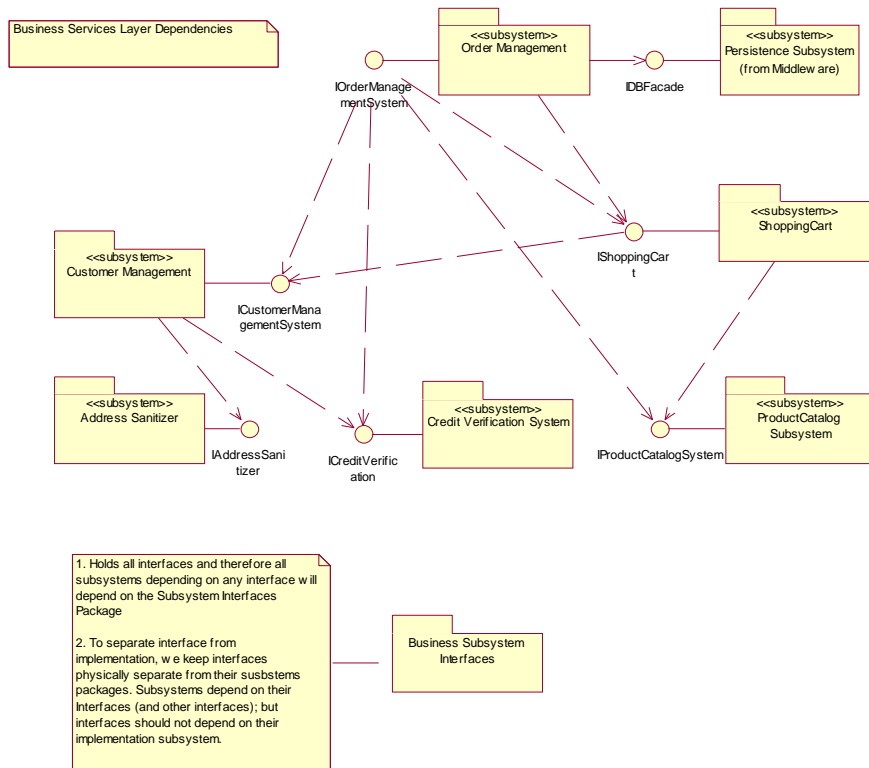 Business Services Layer Dependencies
<<subsystem>>
Order Management
<<subsystem>>
Persistence Subsystem
(from Middleware)
IOrderManage
mentSystem
IDBFacade
<<subsystem>>
ShoppingCart
IShoppingCar
t
<<subsystem>>
Customer Management
ICustomerMana
gementSystem
<<subsystem>>
Address Sanitizer
IAddressSani
tizer
<<subsystem>>
Credit Verification System
ICreditVerific
ation
<<subsystem>>
ProductCatalog
Subsystem
IProductCatalogSystem
1. Holds all interfaces and therefore all
subsystems depending on any interface will
depend on the Subsystem Interfaces
Package
2. To separate interface from
implementation, we keep interfaces
physically separate from their susbstems
packages. Subsystems depend on their
Interfaces (and other interfaces); but
interfaces should not depend on their
implementation subsystem.
Business Subsystem
Interfaces